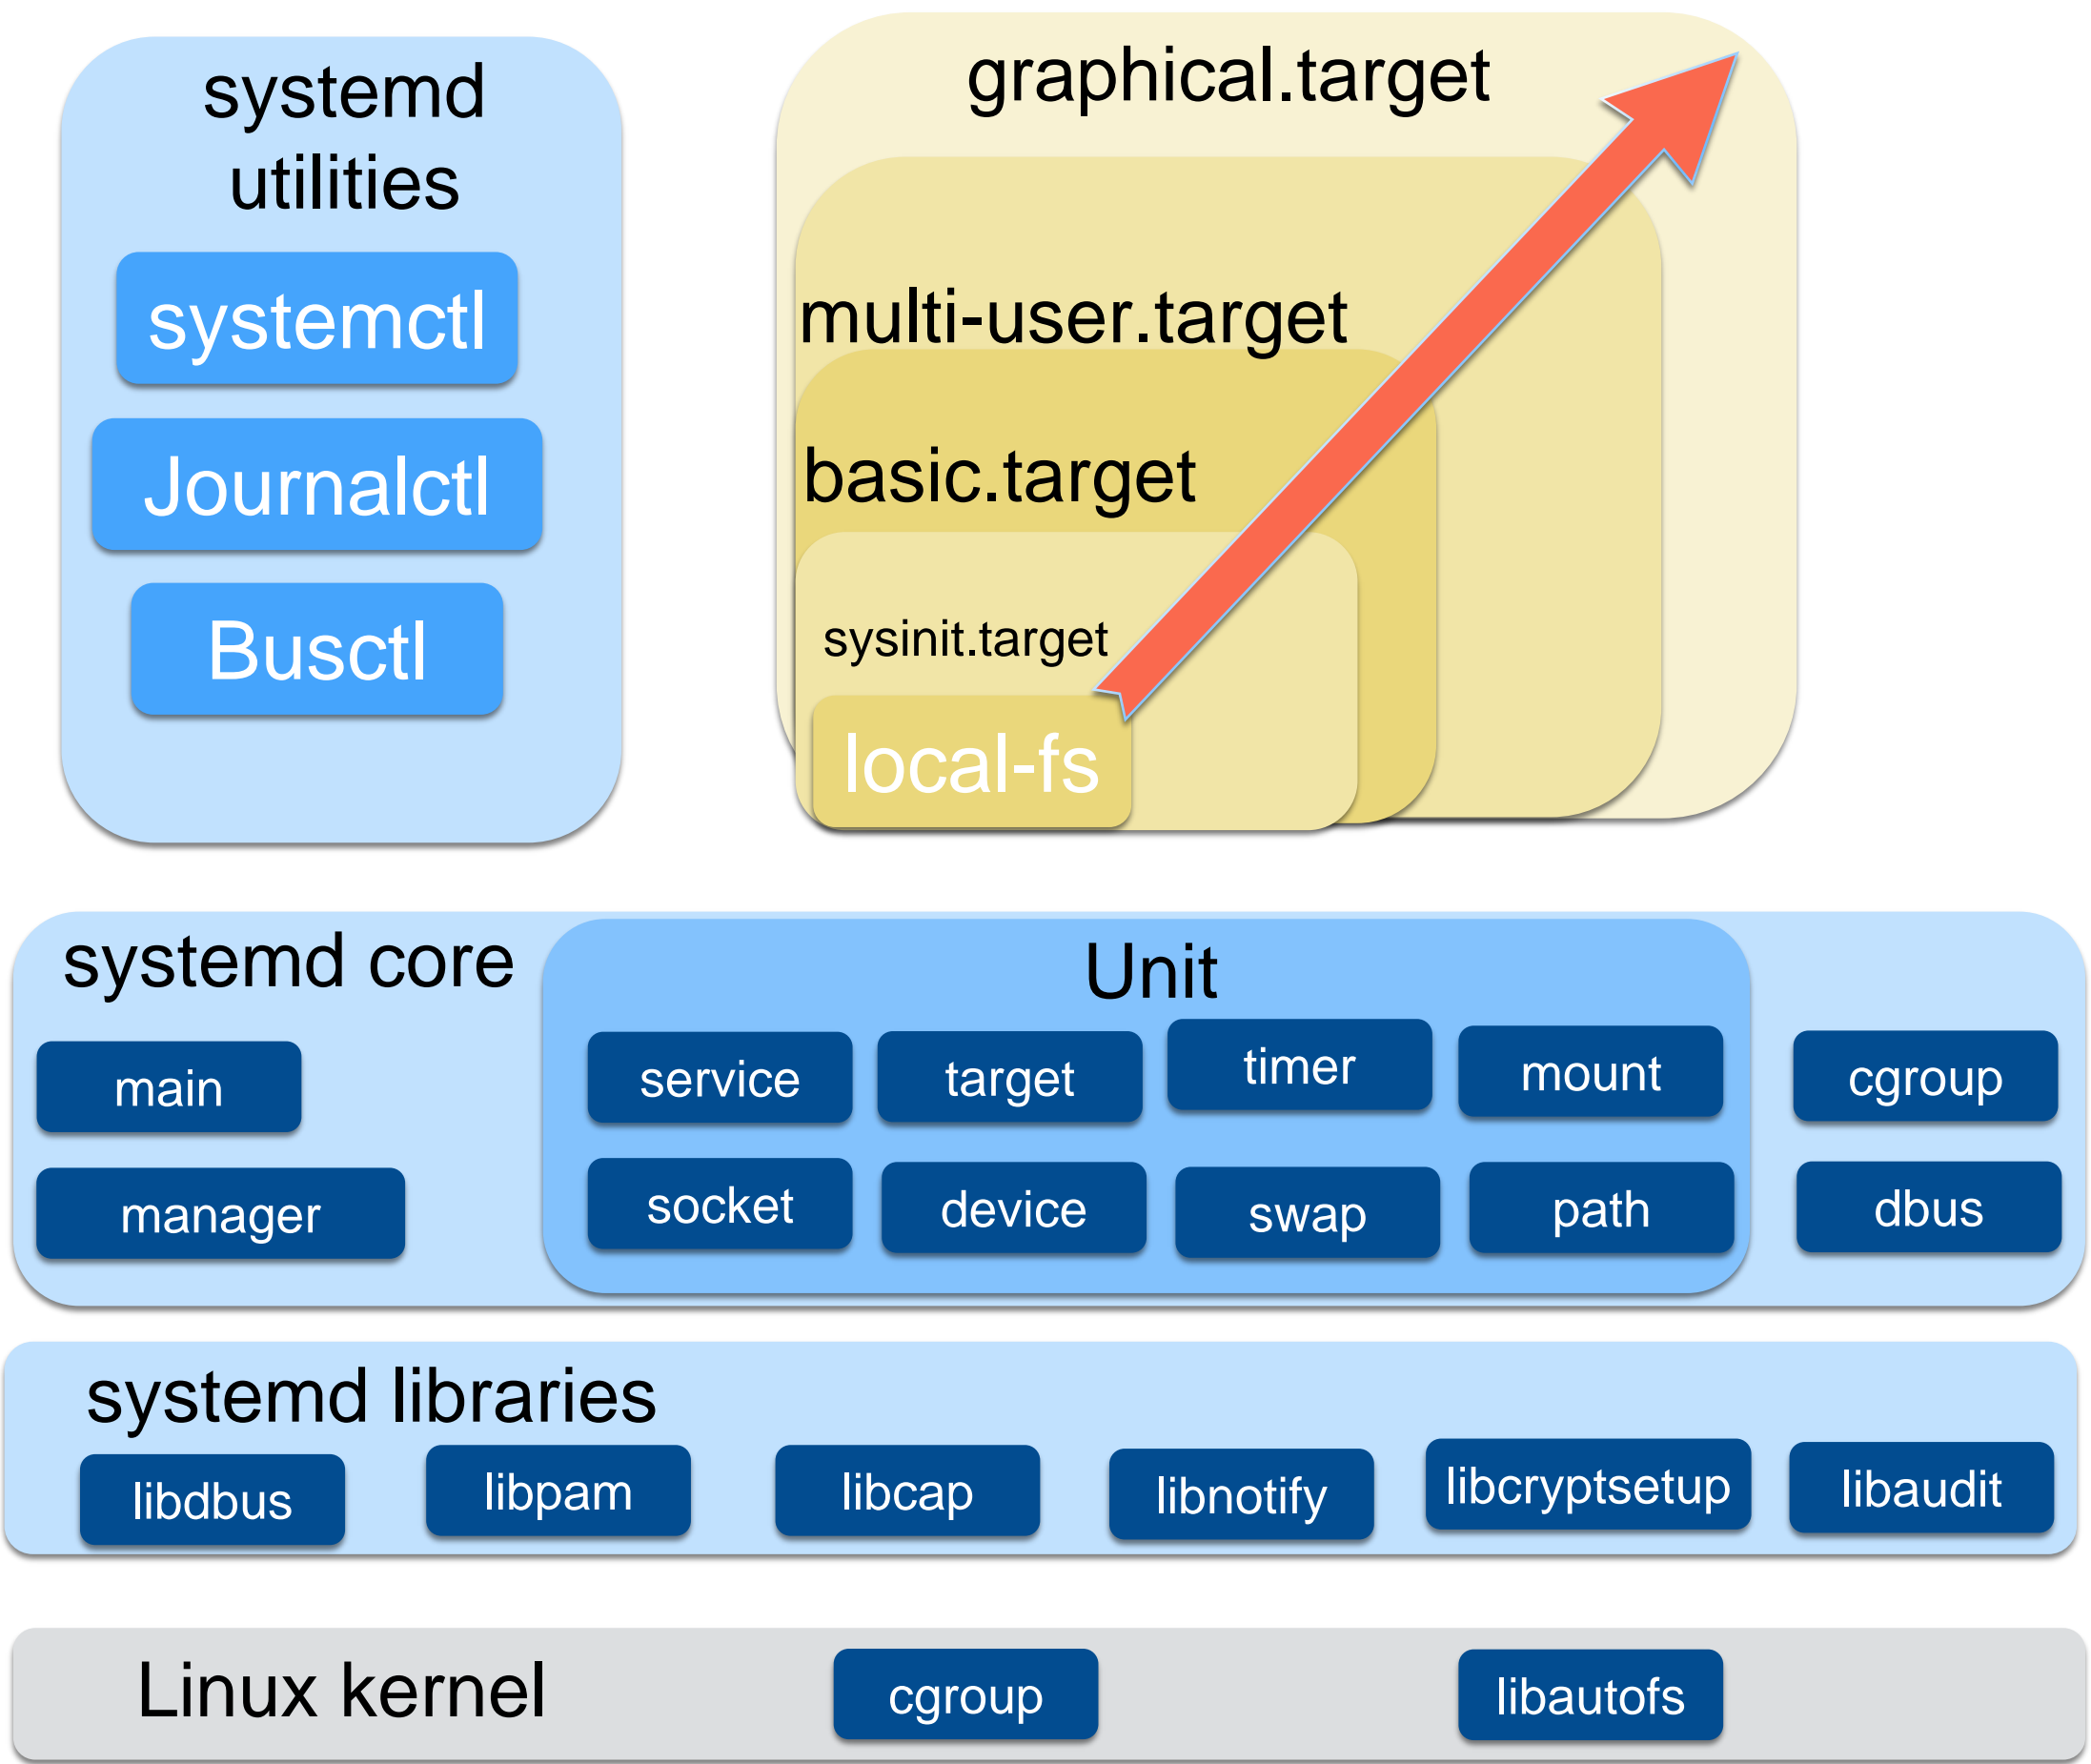 systemd
utilities
systemctl
Journalctl
Busctl
graphical.target
multi-user.target
basic.target
sysinit.target
local-fs
systemd core
main
manager
Unit
service
target
timer
mount
socket
device
swap
path
cgroup
dbus
systemd libraries
libdbus
libpam
libcap
libnotify
libcryptsetup
libaudit
Linux kernel
cgroup
libautofs